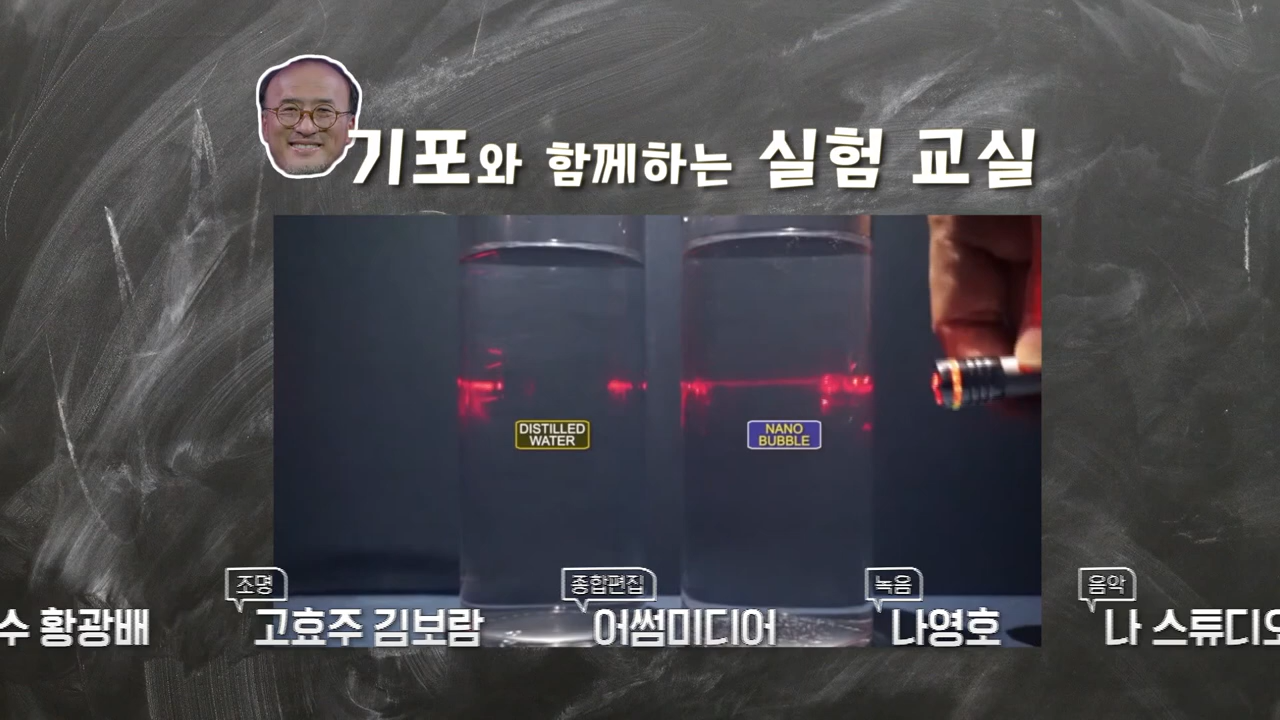 기포와 함께하는 실험 교실
DISTILLED
WATER
NANO
BUBBLE
조명
종합편집
녹음
음악
수 황광배
고효주 김보람
어썸미디어
나영호
나 스튜디오